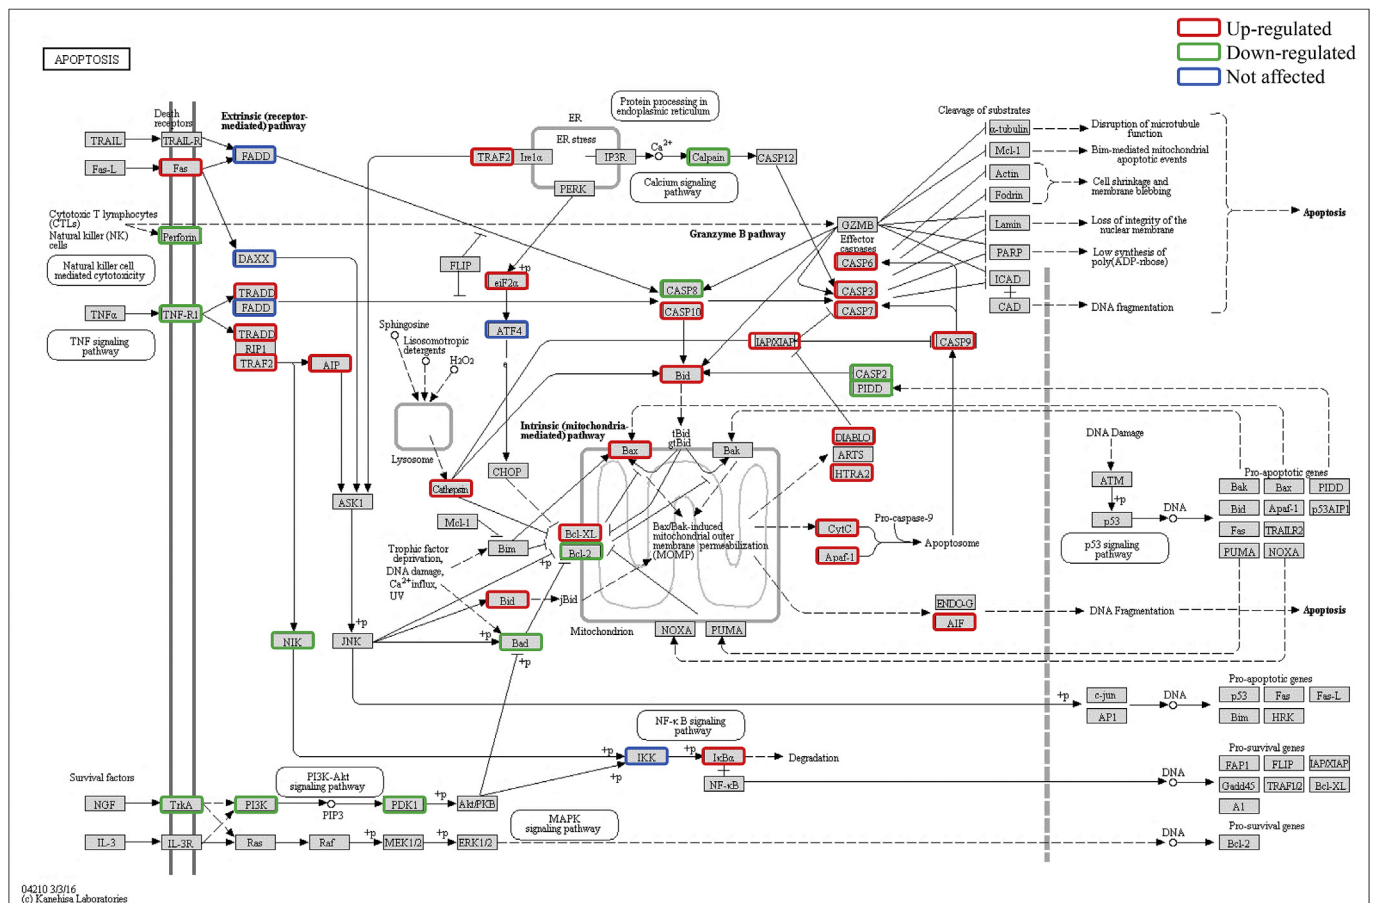 Up-regulated
Down-regulated
Not affected
APOPTOSIS
Death
receptors
Extrinsic (receptor-
mediated) pathway
TRAIL
TRAIL-R
FADD
Fas-L
Fas
Cytotoxic T lymphocytes
(CTLs)
Natural killer (NK)
cells
Perforin
DAXX
Natural killer cell
mediated cytotoxicity
TNFα
TNF-R1
TRADD
FADD
TRADD
RIP1
TRAF2
AIP
TNF signaling
pathway
ER
ER stress
TRAF2
Ire1α
IP3R
PERK
Protein processing in
endoplasmic reticulum
Ca2+
Calpain
CASP12
Calcium signaling
pathway
Granzyme B pathway
GZMB
Effector
caspases
CASP6
CASP3
CASP7
FLIP
+p
eiF2α
ATF4
CASP8
CASP10
IAP/XIAP
CASP9
Bid
CASP2
PIDD
Cleavage of substrates
α-tubulin
Disruption of microtubule
function
Mcl-1
Bim-mediated mitochondrial
apoptotic events
Actin
Fodrin
Cell shrinkage and
membrane blebbing
Lamin
Loss of integrity of the
nuclear membrane
PARP
Low synthesis of
poly(ADP-ribose)
ICAD
CAD
DNA fragmentation
Apoptosis
Sphingosine
Lisosomotropic
detergents
H2O2
Lysosome
Cathepsin
Intrinsic (mitochondria-
mediated) pathway
tBid
gtBid
Bax
Bak
DIABLO
ARTS
HTRA2
CHOP
ASK1
Mcl-1
Bim
Bcl-XL
Bcl-2
+p
Bax/Bak-induced
mitochondrial outer
membrane permeabilization
(MOMP)
CytC
Apaf-1
Pro-caspase-9
Apoptosome
Trophic factor
deprivation,
DNA damage,
Ca2+influx,
UV
Bid
jBid
Mitochondrion
NOXA
PUMA
ENDO-G
AIF
DNA Fragmentation
Apoptosis
DNA Damage
ATM
+p
p53
DNA
p53 signaling
pathway
Pro-apoptotic genes
Bak
Bax
PIDD
Bid
Apaf-1
p53AIP1
Fas
TRAILR2
PUMA
NOXA
NIK
+p
JNK
+p
Bad
+p
+p
c-jun
AP1
DNA
Pro-apoptotic genes
p53
Fas
Fas-L
Bim
HRK
NF-κB signaling
pathway
+p
IKK
+p
+p
IκBα
Degradation
NF-κB
DNA
Pro-survival genes
FAP1
FLIP
IAP/XIAP
Gadd45
TRAF1/2
Bcl-XL
A1
Survival factors
PI3K-Akt
signaling pathway
NGF
TrkA
PI3K
PIP3
PDK1
+p
Akt/PKB
MAPK
signaling pathway
IL-3
IL-3R
Ras
Raf
+p
MEK1/2
+p
ERK1/2
DNA
Pro-survival genes
Bcl-2
04210 3/3/16
(c) Kanehisa Laboratories